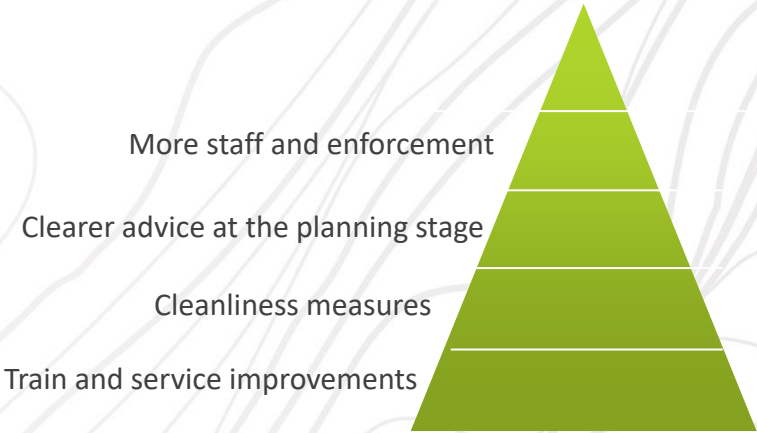 More staff and enforcement
Clearer advice at the planning stage
Cleanliness measures
Train and service improvements